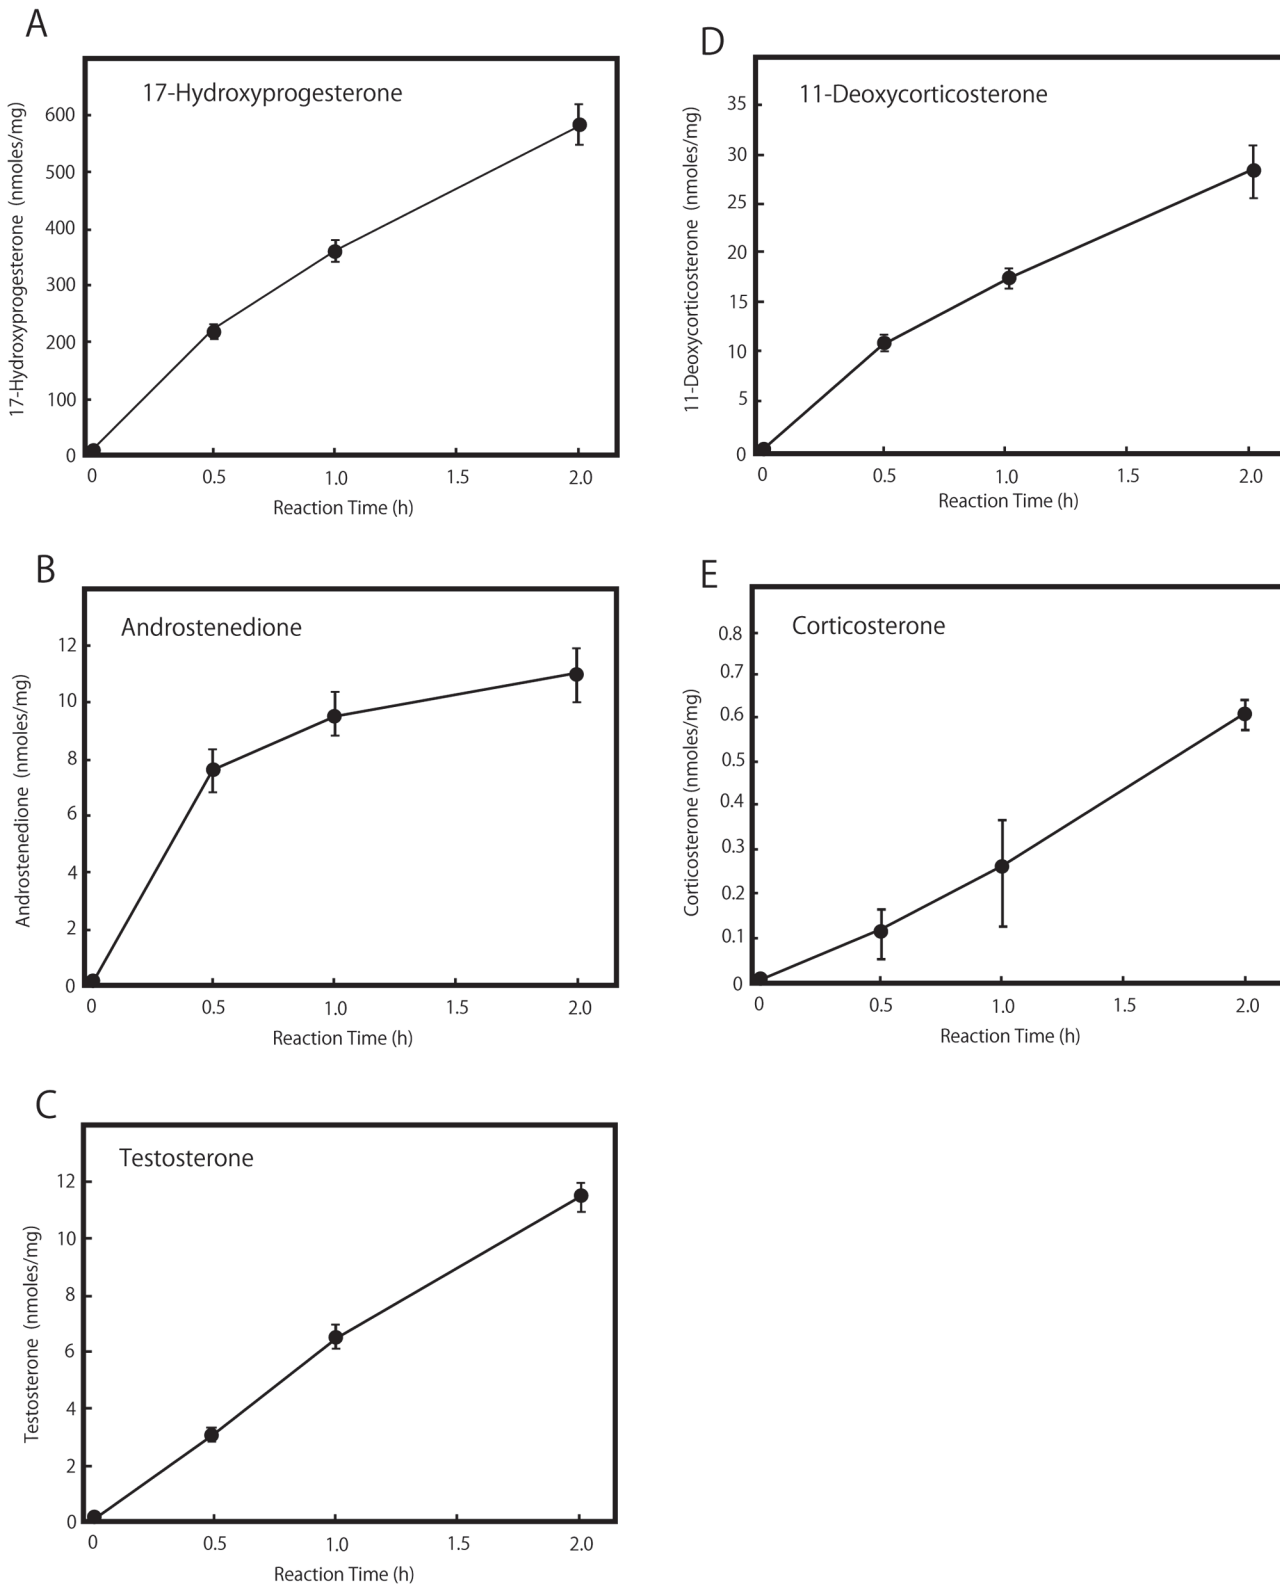 A
17-Hydroxyprogesterone
17-Hydroxyprogesterone (nmoles/mg)
600
500
400
300
200
100
0
0 0.5 1.0 1.5 2.0
Reaction Time (h)
B
Androstenedione
Androstenedione (nmoles/mg)
12
10
8
6
4
2
0
0 0.5 1.0 1.5 2.0
Reaction Time (h)
C
Testosterone
Testosterone (nmoles/mg)
12
10
8
6
4
2
0
0 0.5 1.0 1.5 2.0
Reaction Time (h)
D
11-Deoxycorticosterone
11-Deoxycorticosterone (nmoles/mg)
35
30
25
20
15
10
5
0
0 0.5 1.0 1.5 2.0
Reaction Time (h)
E
Corticosterone
Corticosterone (nmoles/mg)
0.8
0.7
0.6
0.5
0.4
0.3
0.2
0.1
0
0 0.5 1.0 1.5 2.0
Reaction Time (h)